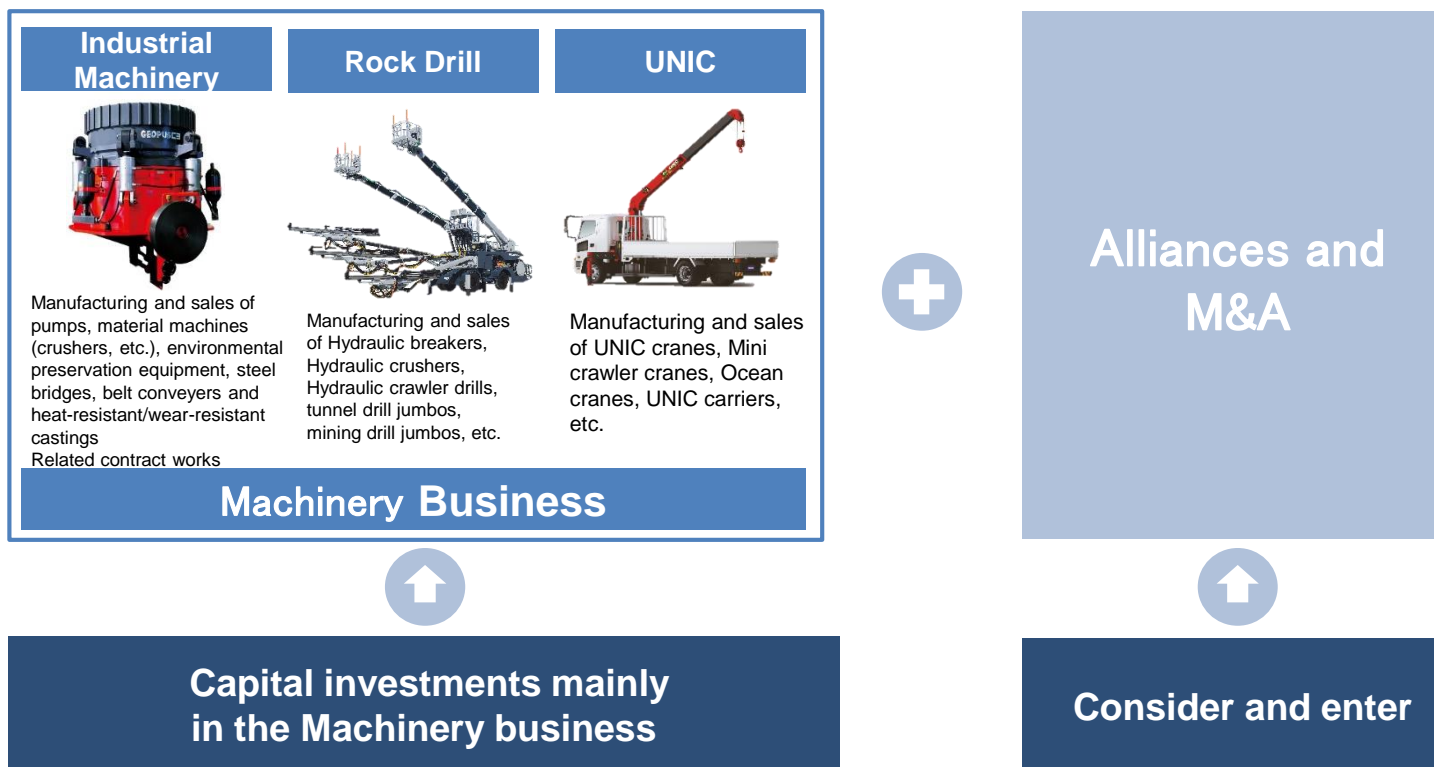 Industrial
Machinery
Rock Drill
UNIC
Manufacturing and sales of
pumps, material machines
(crushers, etc.), environmental
preservation equipment, steel
bridges, belt conveyers and
heat-resistant/wear-resistant
castings
Related contract works
Manufacturing and sales
of Hydraulic breakers,
Hydraulic crushers,
Hydraulic crawler drills,
tunnel drill jumbos,
mining drill jumbos, etc.
Manufacturing and sales
of UNIC cranes, Mini
crawler cranes, Ocean
cranes, UNIC carriers,
etc.
Machinery Business
Alliances and
M&A
Capital investments mainly
in the Machinery business
Consider and enter